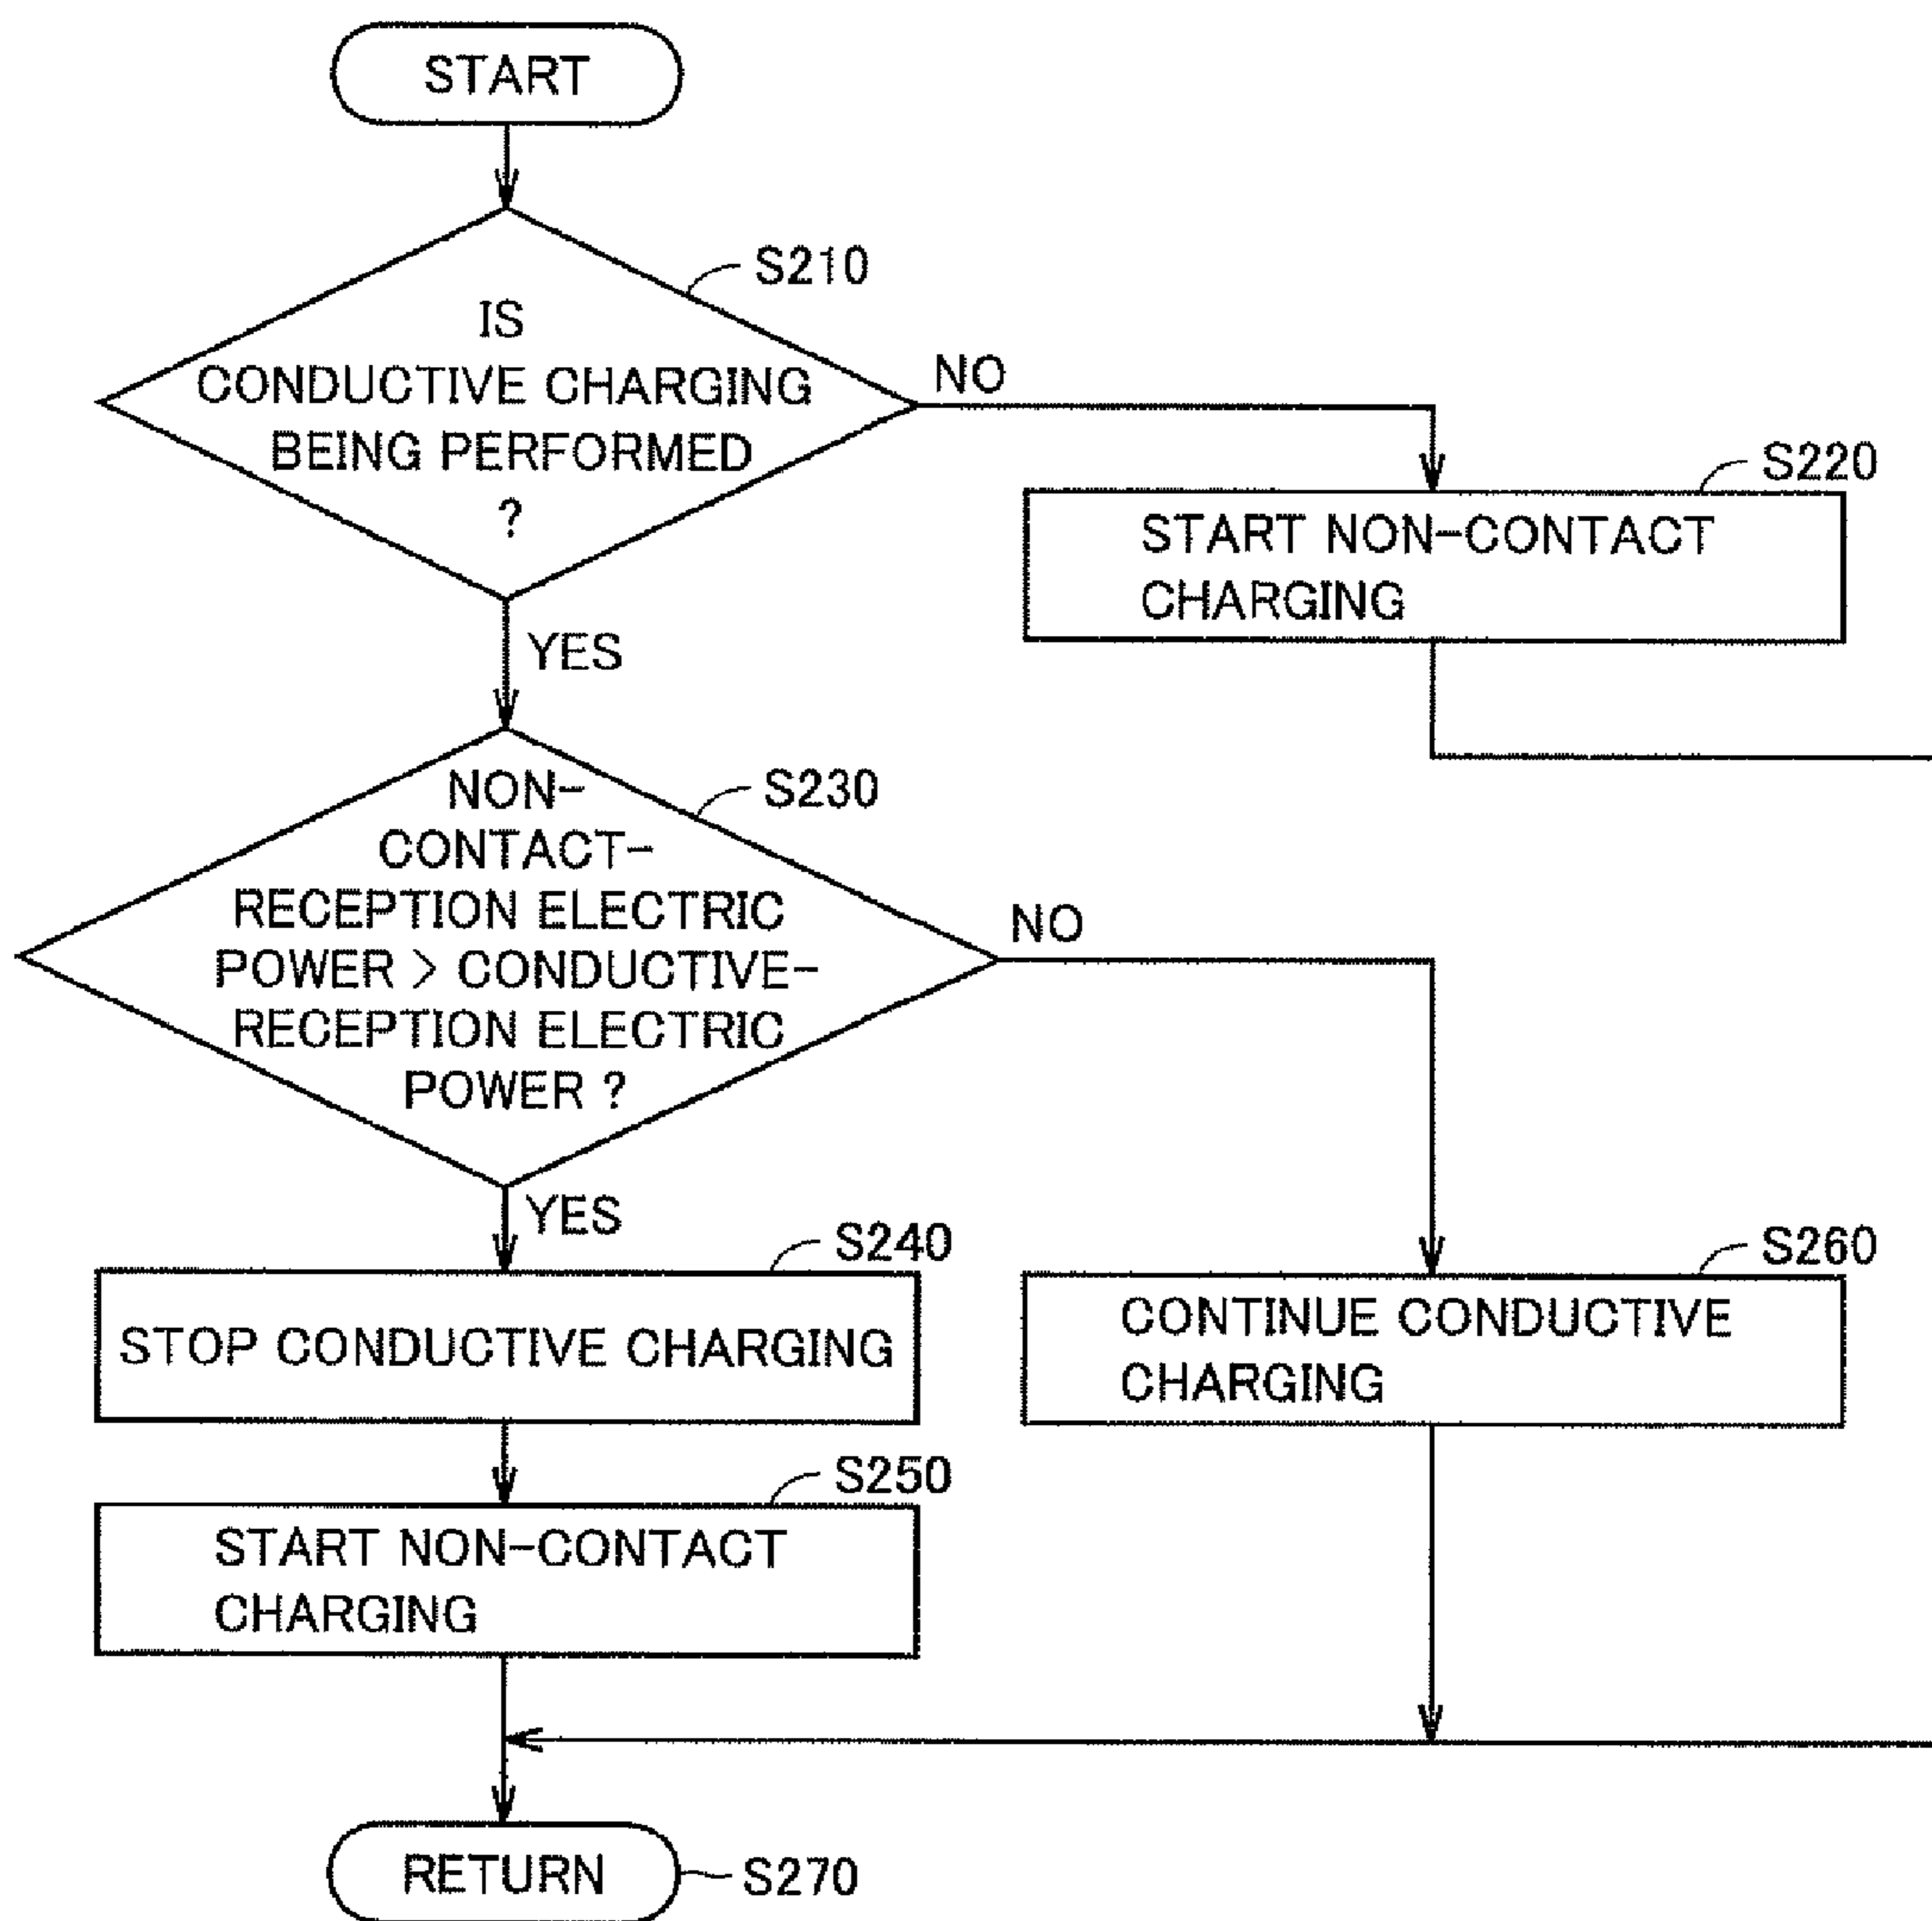 START
S210
IS
CONDUCTIVE CHARGING
BEING PERFORMED
?
NO
S220
START NON-CONTACT
CHARGING
YES
S230
NON-
CONTACT-
RECEPTION ELECTRIC
POWER > CONDUCTIVE-
RECEPTION ELECTRIC
POWER ?
NO
YES
S240
STOP CONDUCTIVE CHARGING
S260
CONTINUE CONDUCTIVE
CHARGING
S250
START NON-CONTACT
CHARGING
RETURN
S270